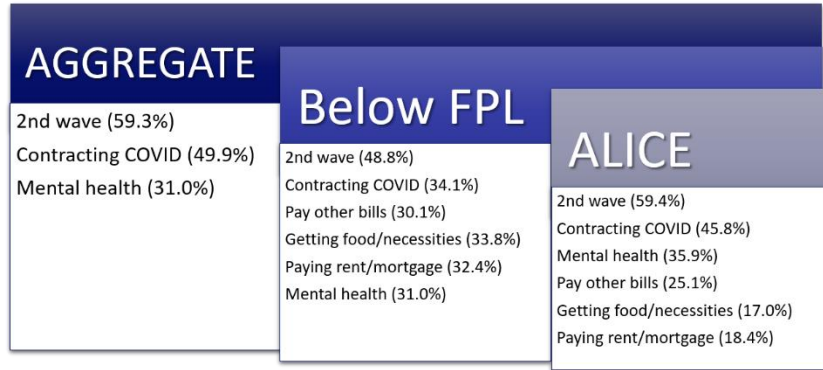 AGGREGATE
2nd wave (59.3%)
Contracting COVID (49.9%)
Mental health (31.0%)
Below FPL
2nd wave (48.8%)
Contracting COVID (34.1%)
Pay other bills (30.1%)
Getting food/necessities (33.8%)
Paying rent/mortgage (32.4%)
Mental health (31.0%)
ALICE
2nd wave (59.4%)
Contracting COVID (45.8%)
Mental health (35.9%)
Pay other bills (25.1%)
Getting food/necessities (17.0%)
Paying rent/mortgage (18.4%)